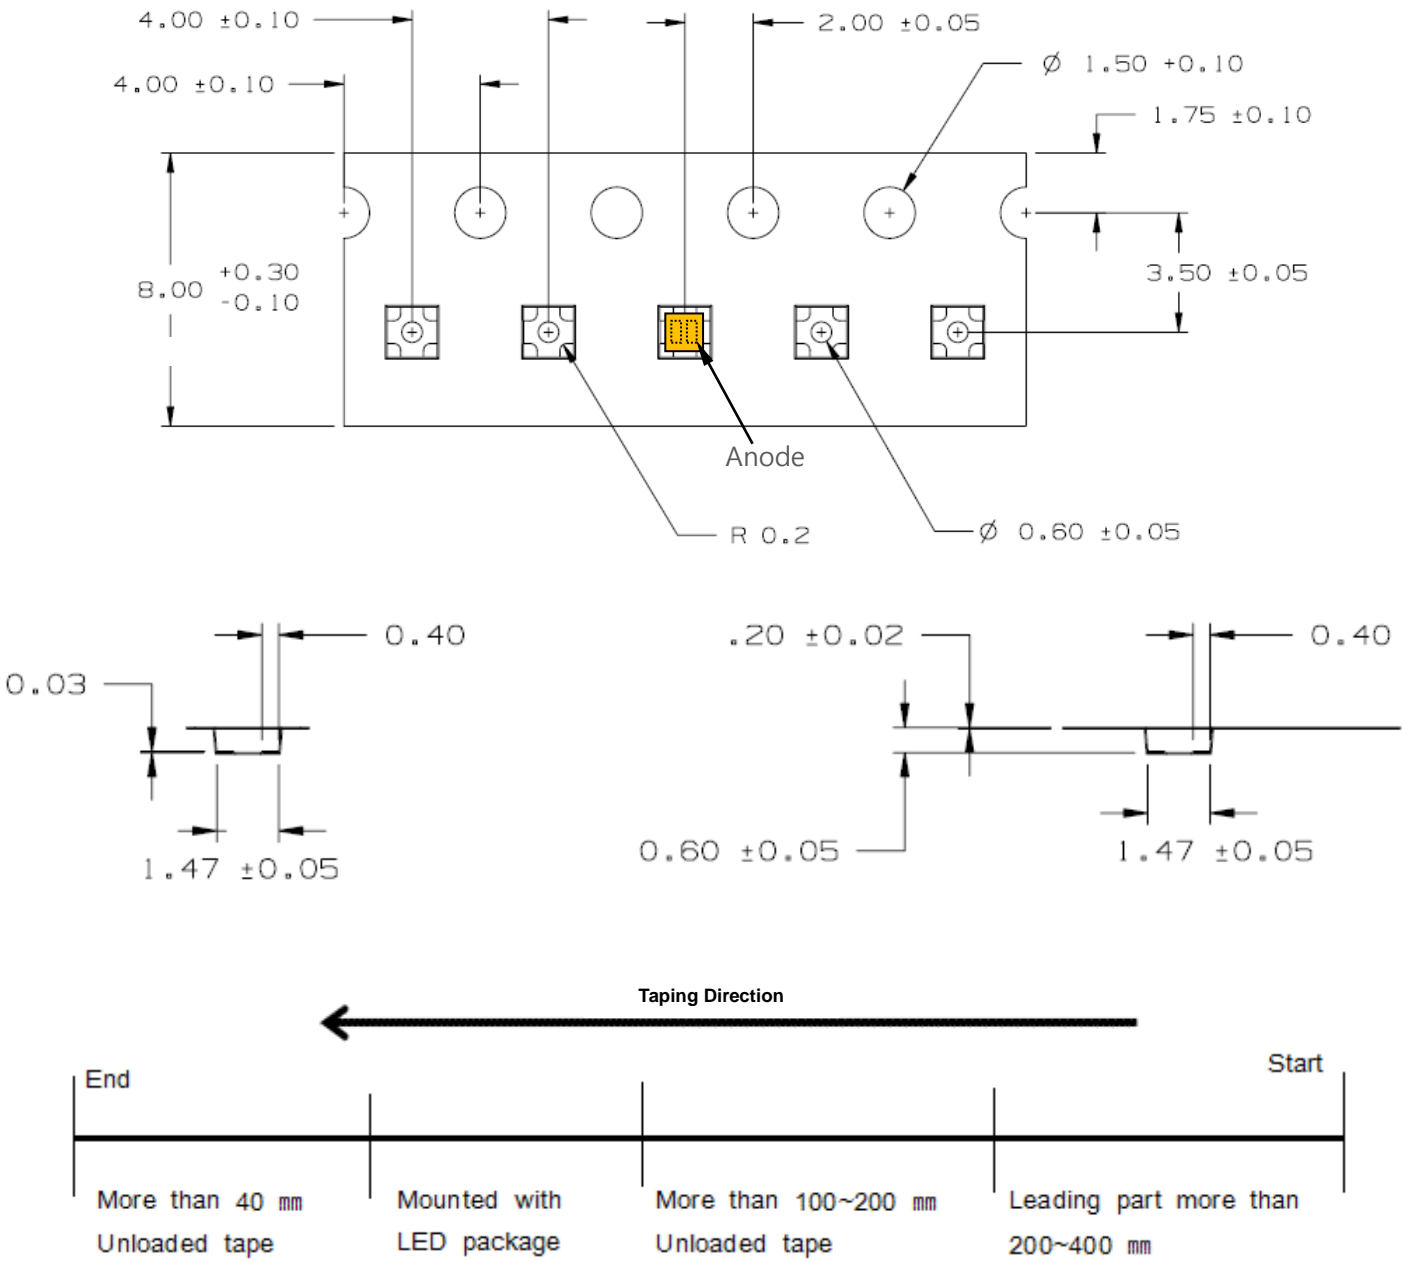 4.00 ±0.10
2.00 ±0.05
4.00 ±0.10
Ø 1.50 +0.10
1.75 ±0.10
8.00 +0.30
-0.10
3.50 ±0.05
Anode
R 0.2
Ø 0.60 ±0.05
0.40
.20 ±0.02
0.40
0.03
0.60 ±0.05
1.47 ±0.05
1.47 ±0.05
Taping Direction
End
Start
More than 40 mm
Unloaded tape
Mounted with
LED package
More than 100~200 mm
Unloaded tape
Leading part more than
200~400 mm